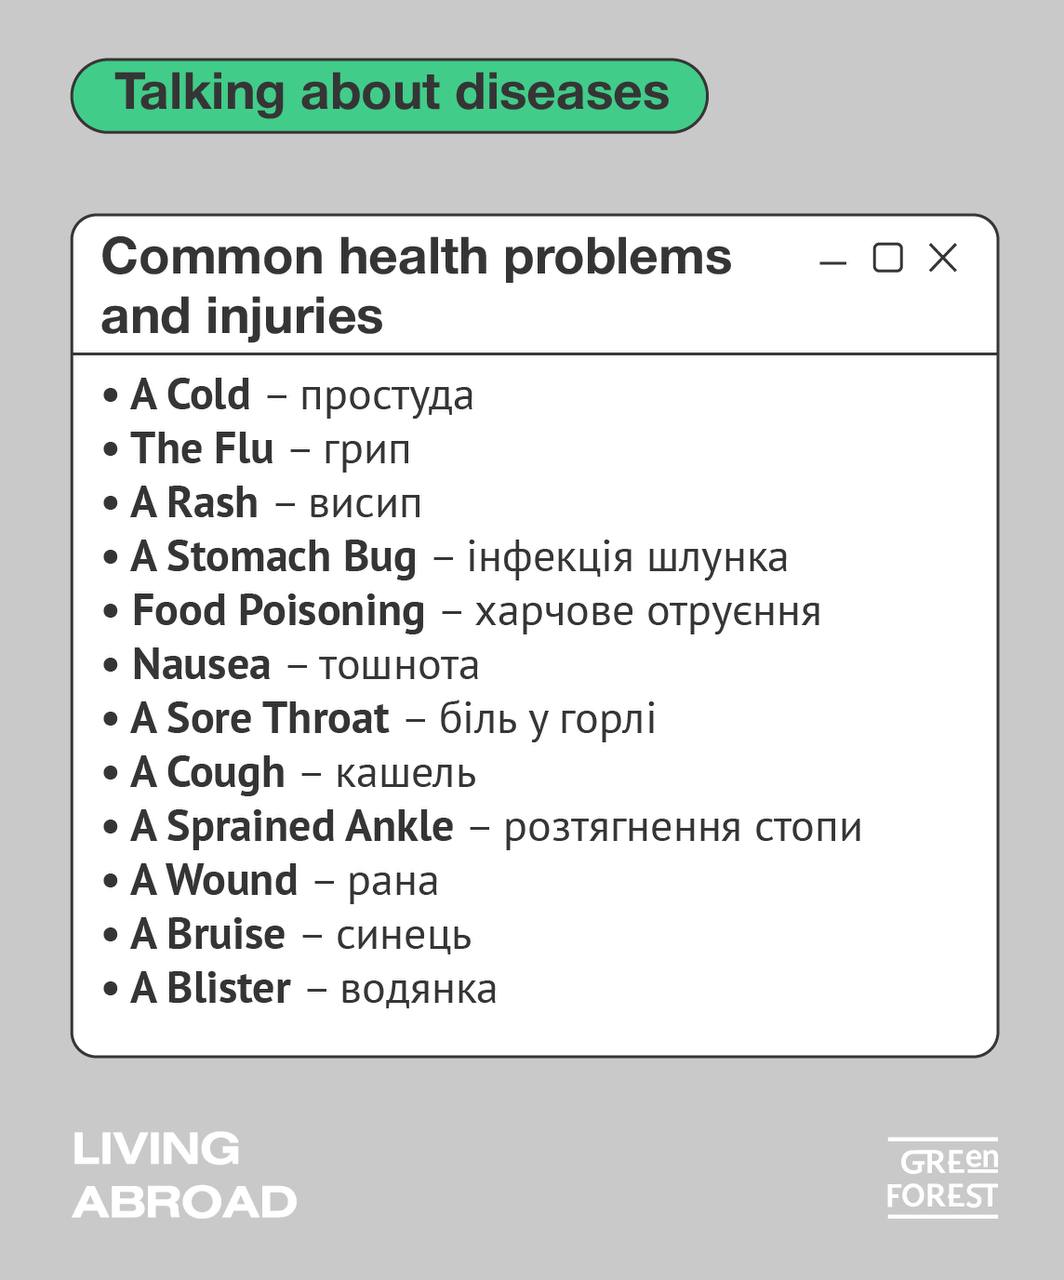 Talking about diseases
Common health problems
and injuries
• A Cold – простуда
• The Flu – грип
• A Rash – висип
• A Stomach Bug – інфекція шлунка
• Food Poisoning – харчове отруєння
• Nausea – тошнота
• A Sore Throat – біль у горлі
• A Cough – кашель
• A Sprained Ankle – розтягнення стопи
• A Wound – рана
• A Bruise – синець
• A Blister – водянка
LIVING
ABROAD
GREen
FOREST